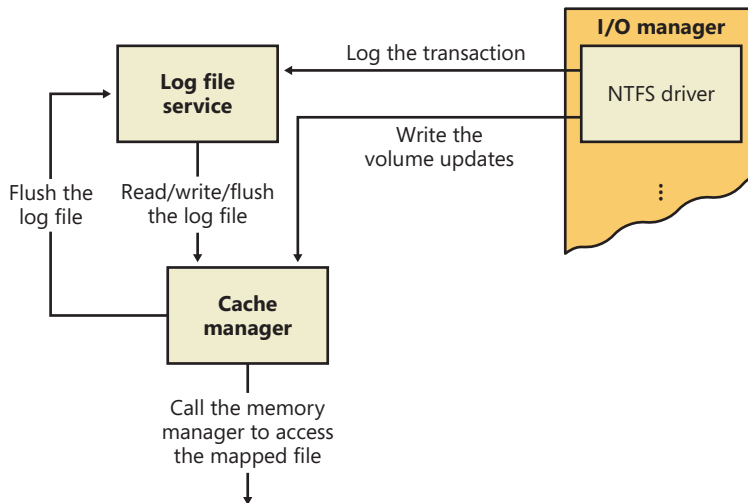 I/O manager
Log the transaction
NTFS driver
Log file
service
Write the
volume updates
Flush the
log file
Read/write/flush
the log file
Cache
manager
Call the memory
manager to access
the mapped file